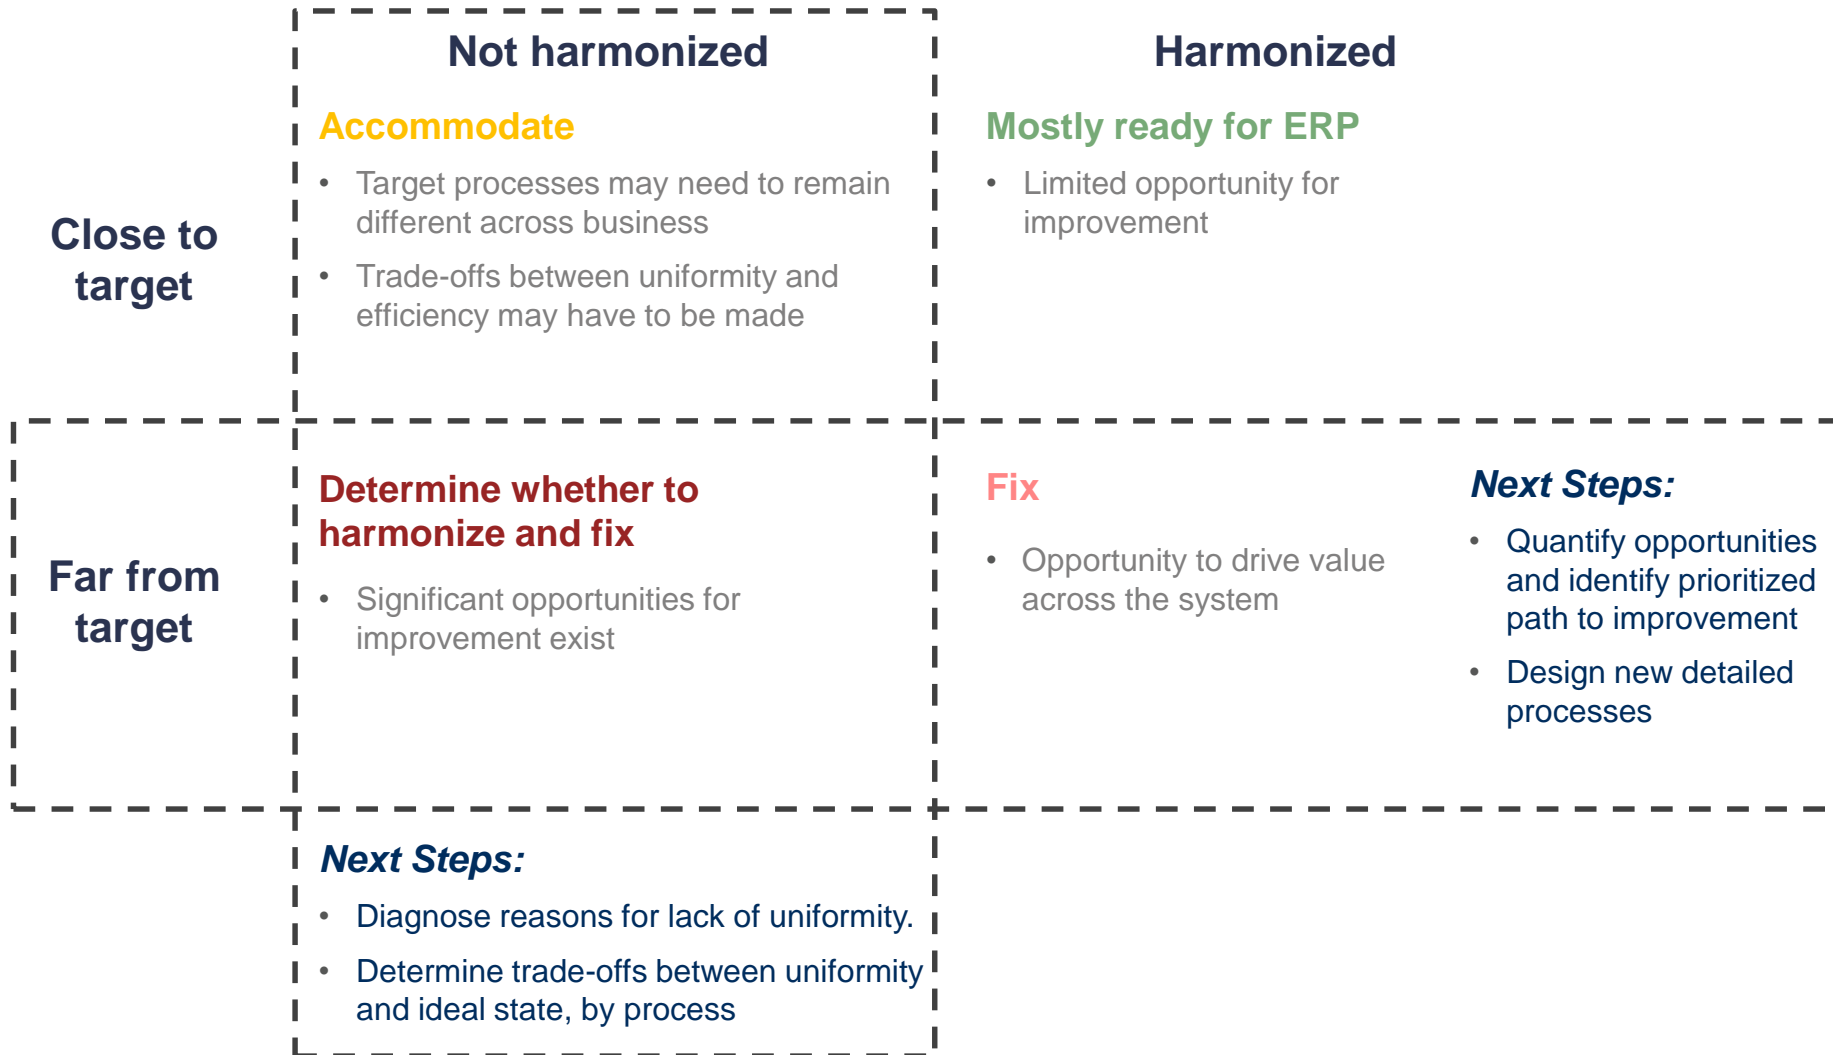 Not harmonized
Harmonized
Close to
target
Accommodate
• Target processes may need to remain
different across business
• Trade-offs between uniformity and
efficiency may have to be made
Mostly ready for ERP
• Limited opportunity for
improvement
Far from
target
Determine whether to
harmonize and fix
• Significant opportunities for
improvement exist
Fix
• Opportunity to drive value
across the system
Next Steps:
• Quantify opportunities
and identify prioritized
path to improvement
• Design new detailed
processes
Next Steps:
• Diagnose reasons for lack of uniformity.
• Determine trade-offs between uniformity
and ideal state, by process